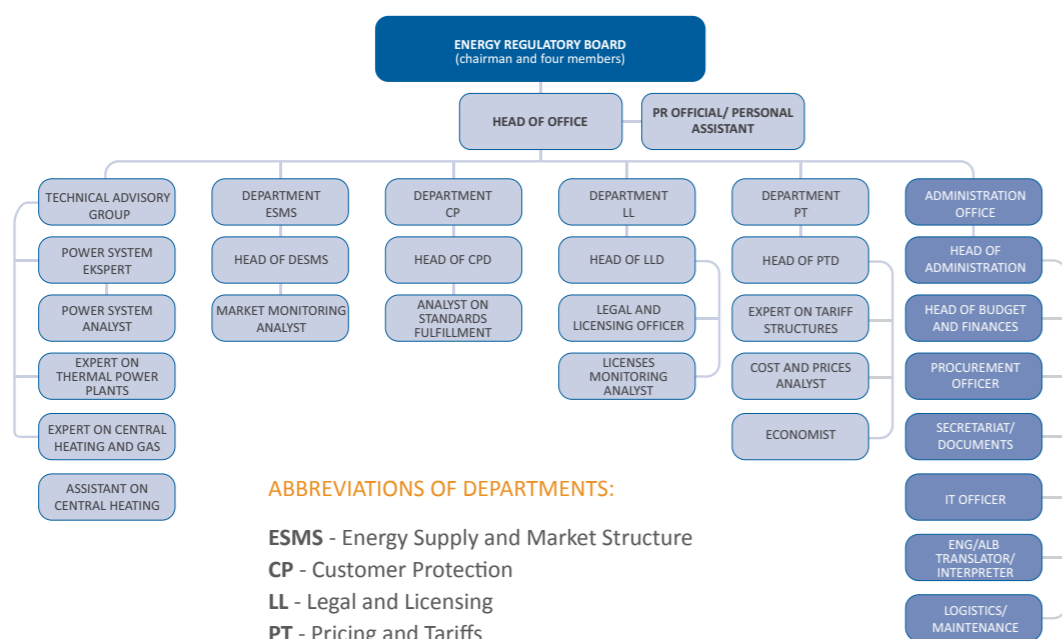 ENERGY REGULATORY BOARD
(chairman and four members)
HEAD OF OFFICE
PR OFFICIAL/ PERSONAL
ASSISTANT
TECHNICAL ADVISORY
GROUP
POWER SYSTEM
EKSPERT
POWER SYSTEM
ANALYST
EXPERT ON
THERMAL POWER
PLANTS
EXPERT ON CENTRAL
HEATING AND GAS
ASSISTANT ON
CENTRAL HEATING
DEPARTMENT
ESMS
HEAD OF DESMS
MARKET MONITORING
ANALYST
DEPARTMENT
CP
HEAD OF CPD
ANALYST ON
STANDARDS
FULFILLMENT
DEPARTMENT
LL
HEAD OF LLD
LEGAL AND
LICENSING OFFICER
LICENSES
MONITORING
ANALYST
DEPARTMENT
PT
HEAD OF PTD
EXPERT ON TARIFF
STRUCTURES
COST AND PRICES
ANALYST
ECONOMIST
ADMINISTRATION
OFFICE
HEAD OF
ADMINISTRATION
HEAD OF BUDGET
AND FINANCES
PROCUREMENT
OFFICER
SECRETARIAT/
DOCUMENTS
IT OFFICER
ENG/ALB
TRANSLATOR/
INTERPRETER
LOGISTICS/
MAINTENANCE
ABBREVIATIONS OF DEPARTMENTS:
ESMS - Energy Supply and Market Structure
CP - Customer Protection
LL - Legal and Licensing
PT - Pricing and Tariffs